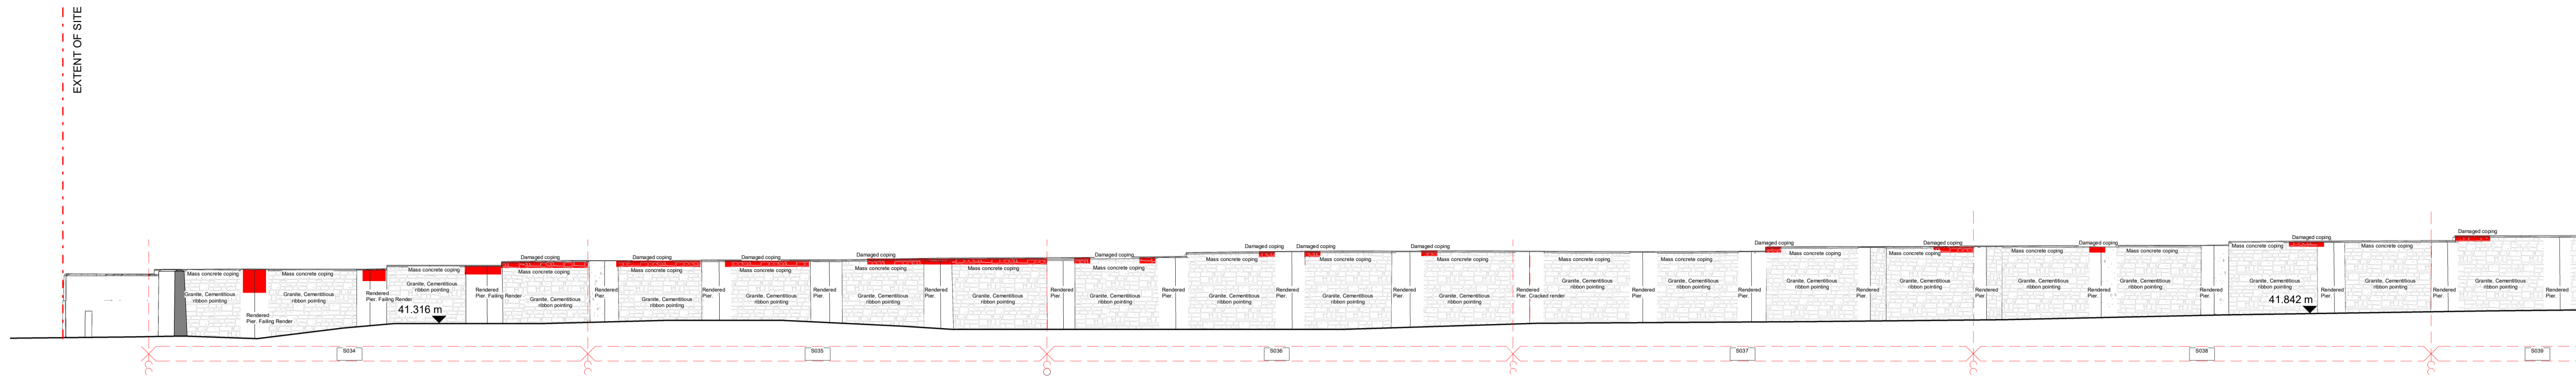 EXTENT OF SITE
Mass concrete coping
Granite, Cementitious
ribbon pointing
Rendered
Pier. Failing Render
Mass concrete coping
Granite, Cementitious
ribbon pointing
Rendered
Pier. Failing Render
Mass concrete coping
Granite, Cementitious
ribbon pointing
41.316 m
Rendered
Pier. Failing Render
Damaged coping
Mass concrete coping
Granite, Cementitious
ribbon pointing
Rendered
Pier.
Damaged coping
Mass concrete coping
Granite, Cementitious
ribbon pointing
Rendered
Pier.
Damaged coping
Mass concrete coping
Granite, Cementitious
ribbon pointing
Rendered
Pier.
Damaged coping
Mass concrete coping
Granite, Cementitious
ribbon pointing
Rendered
Pier.
Mass concrete coping
Granite, Cementitious
ribbon pointing
Rendered
Pier.
Damaged coping
Mass concrete coping
Granite, Cementitious
ribbon pointing
Rendered
Pier.
Damaged coping
Mass concrete coping
Granite, Cementitious
ribbon pointing
Rendered
Pier.
Damaged coping
Mass concrete coping
Granite, Cementitious
ribbon pointing
Rendered
Pier.
Damaged coping
Mass concrete coping
Granite, Cementitious
ribbon pointing
Rendered
Pier. Cracked render
Mass concrete coping
Granite, Cementitious
ribbon pointing
Rendered
Pier.
Mass concrete coping
Granite, Cementitious
ribbon pointing
Rendered
Pier.
Damaged coping
Mass concrete coping
Granite, Cementitious
ribbon pointing
Rendered
Pier.
Damaged coping
Mass concrete coping
Granite, Cementitious
ribbon pointing
Rendered
Pier.
Mass concrete coping
Granite, Cementitious
ribbon pointing
Rendered
Pier.
Damaged coping
Mass concrete coping
Granite, Cementitious
ribbon pointing
Rendered
Pier.
Damaged coping
Mass concrete coping
Granite, Cementitious
ribbon pointing
41.842 m
Rendered
Pier.
Mass concrete coping
Granite, Cementitious
ribbon pointing
Rendered
Pier.
Damaged coping
Granite, Cementitious
ribbon pointing
Rendered
Pier.
S034
S035
S036
S037
S038
S039